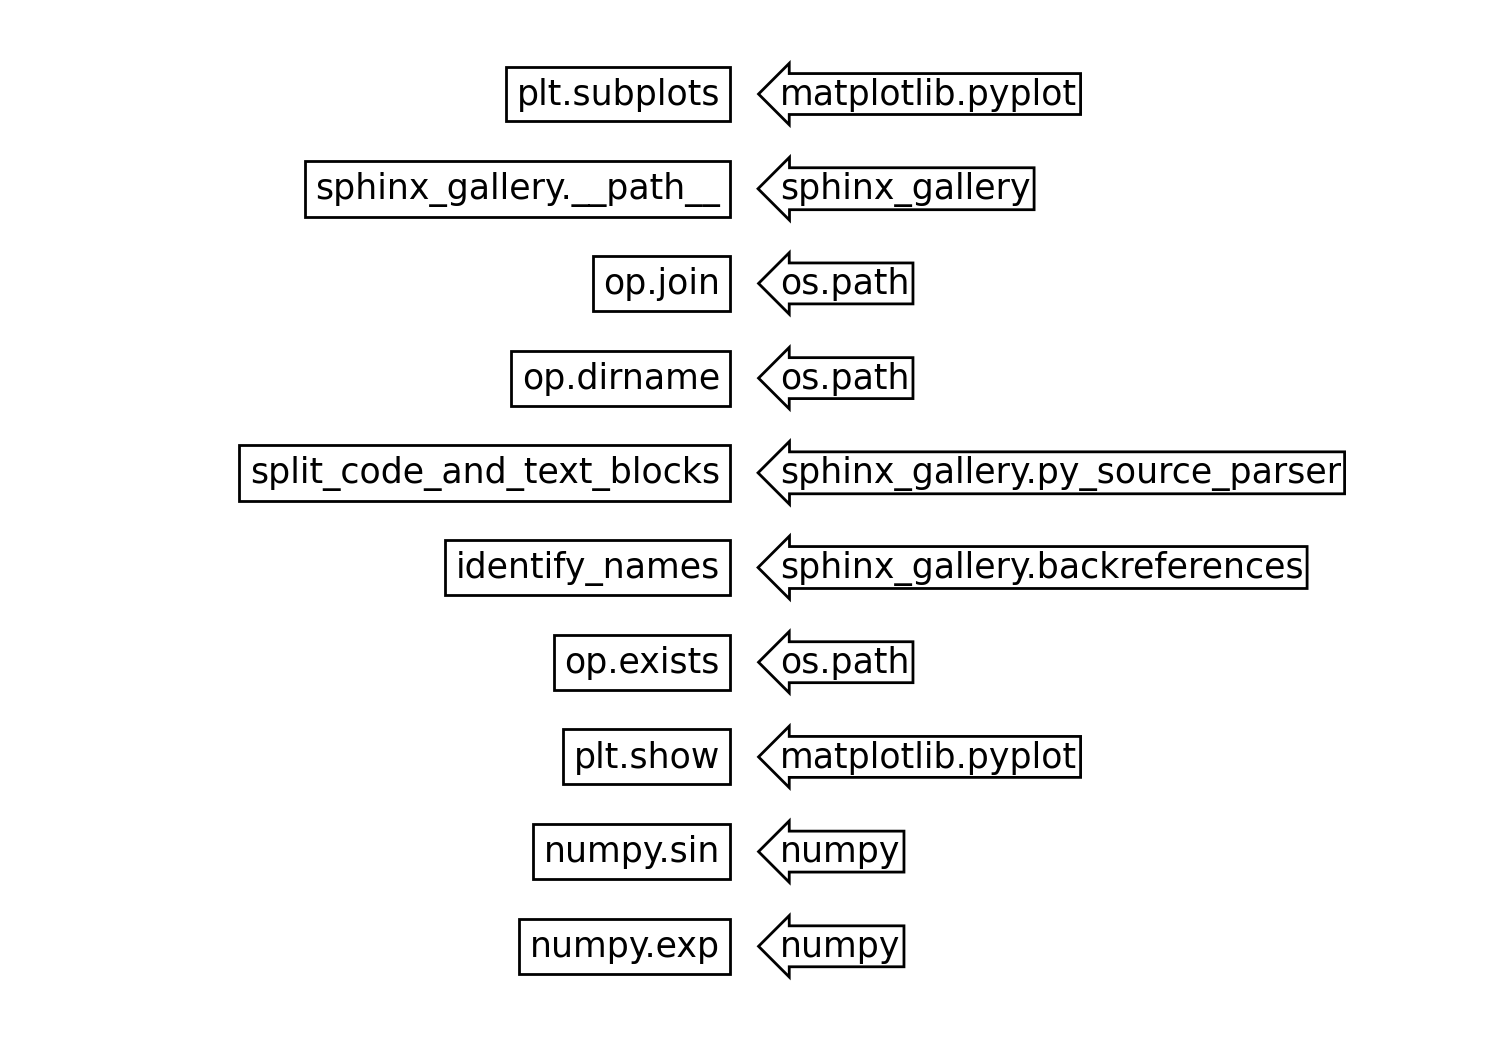 plt.subplots matplotlib.pyplot
sphinx_gallery.__path__ sphinx_gallery
op.join os.path
op.dirname os.path
split_code_and_text_blocks sphinx_gallery.py_source_parser
identify_names sphinx_gallery.backreferences
op.exists os.path
plt.show matplotlib.pyplot
numpy.sin numpy
numpy.exp numpy